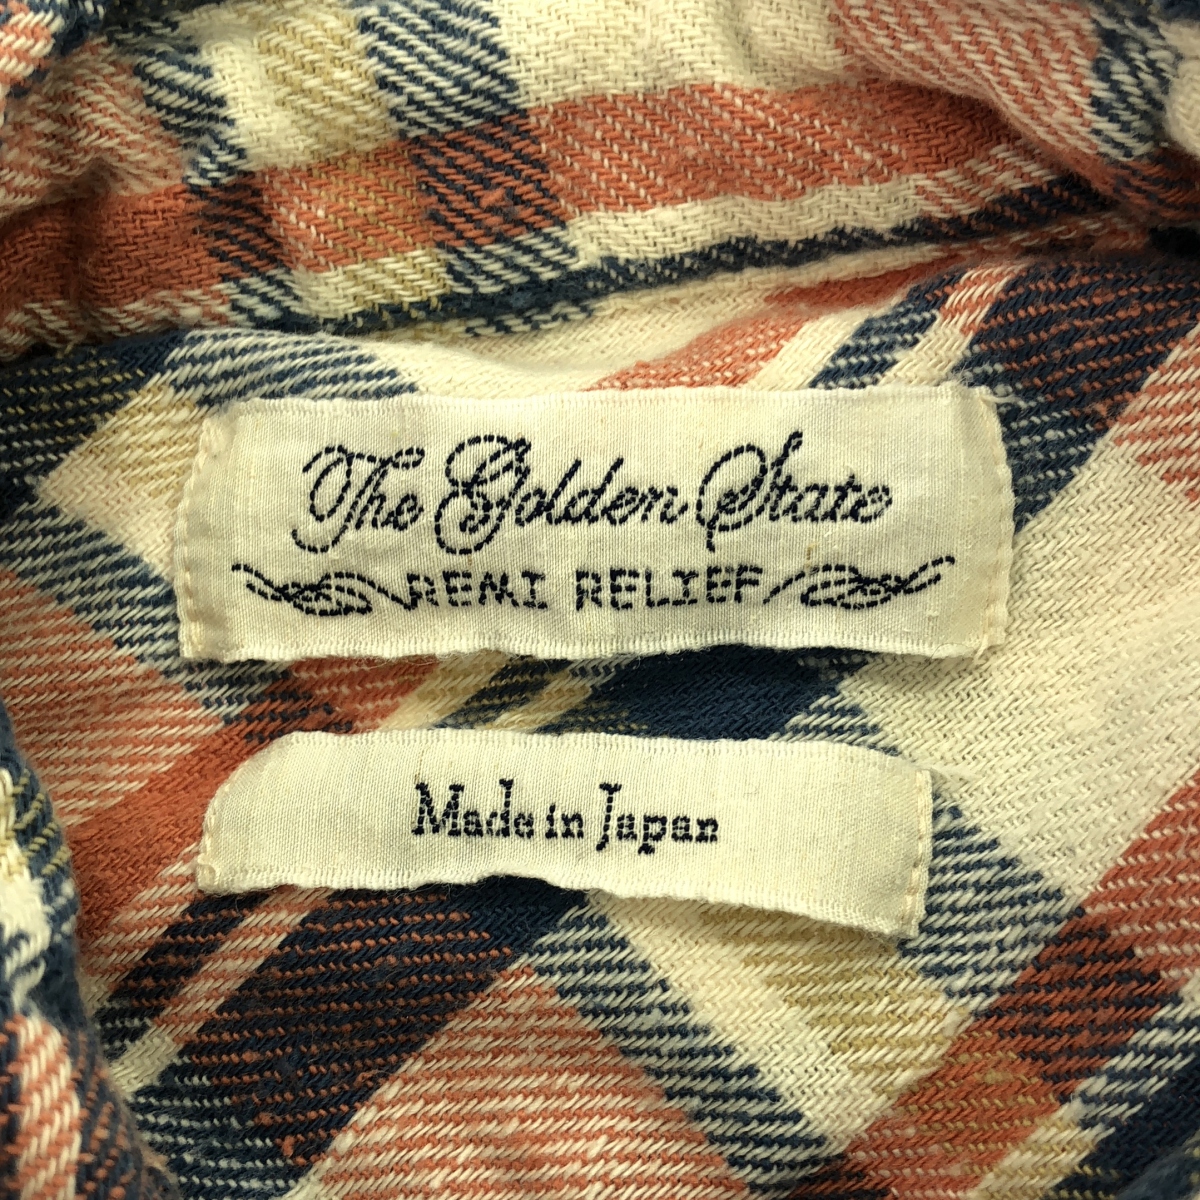 The Golden State
REMI RELIEF
Made in Japan